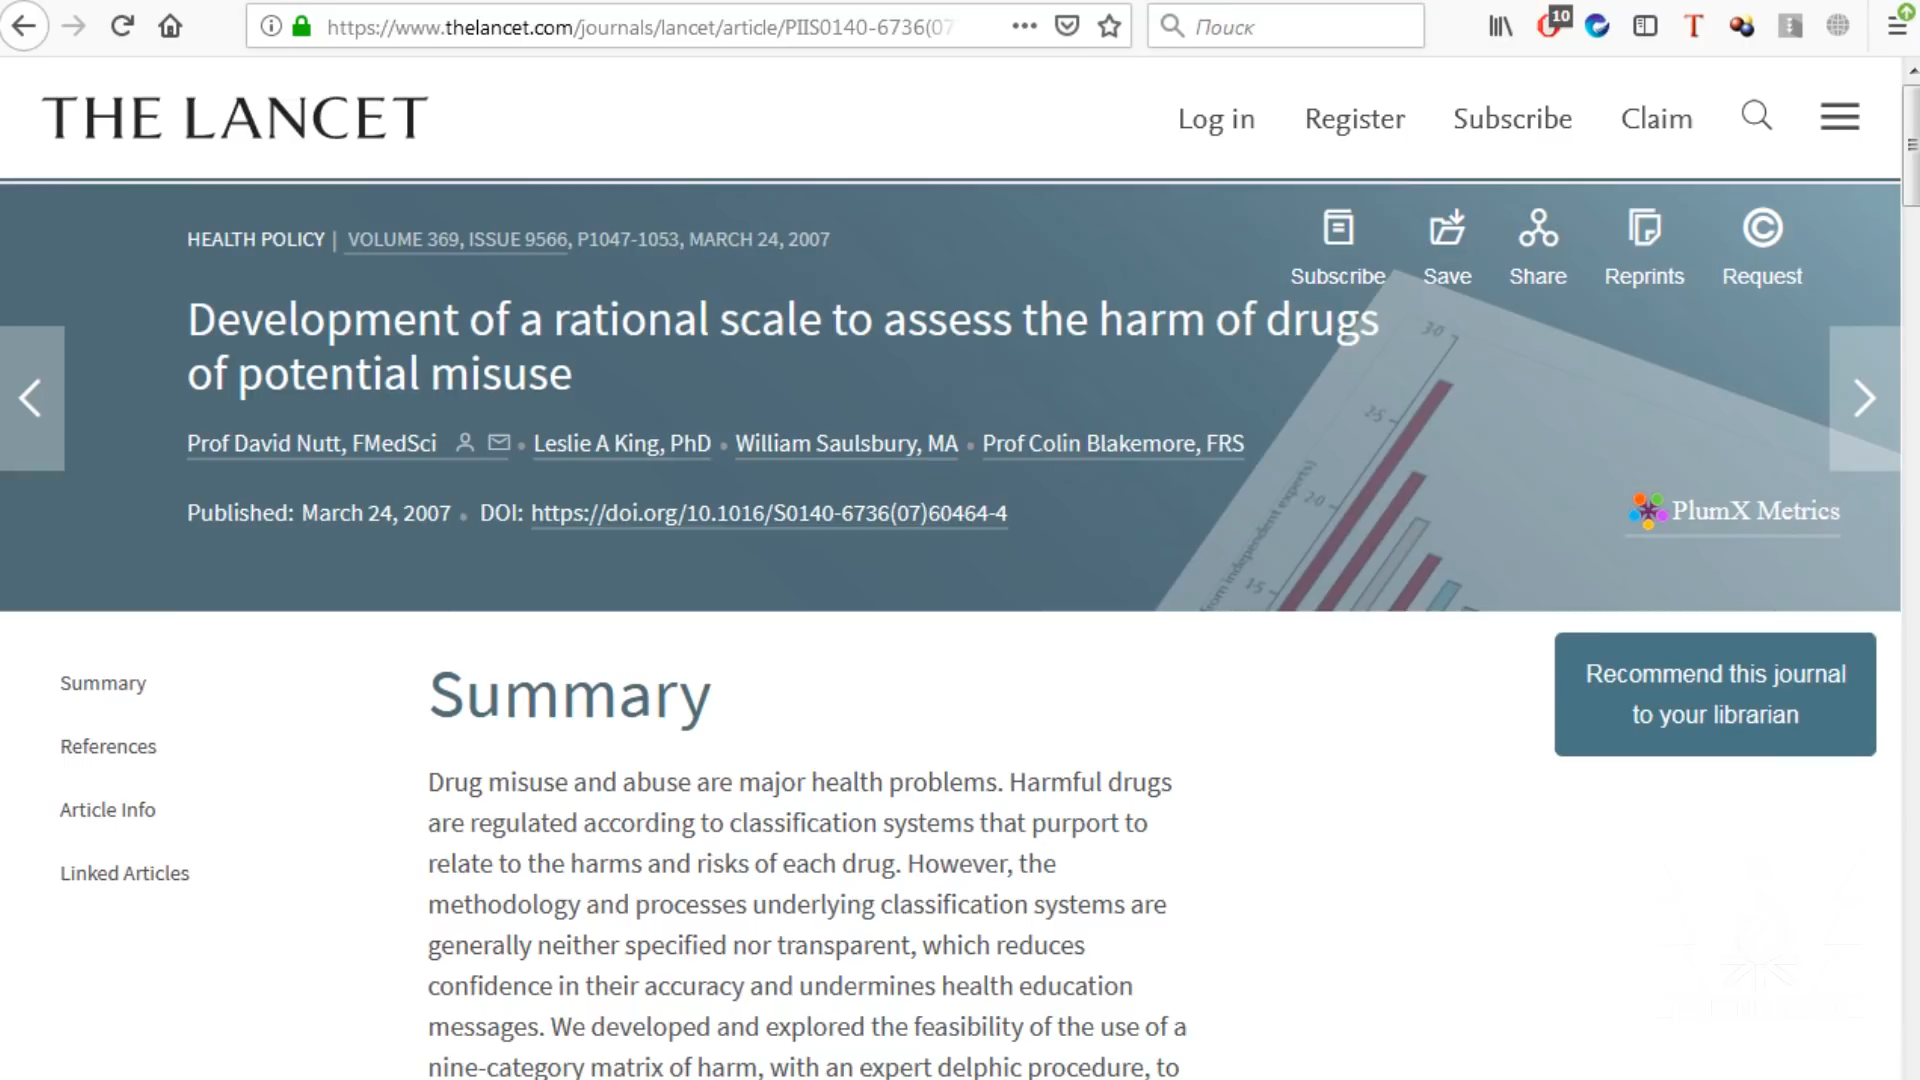 https://www.thelancet.com/journals/lancet/article/PIIS0140-6736(07
Поиск
10
THE LANCET
Log in
Register
Subscribe
Claim
HEALTH POLICY | VOLUME 369, ISSUE 9566, P1047-1053, MARCH 24, 2007
Subscribe
Save
Share
Reprints
Request
Development of a rational scale to assess the harm of drugs
of potential misuse
Prof David Nutt, FMedSci • Leslie A King, PhD • William Saulsbury, MA • Prof Colin Blakemore, FRS
Published: March 24, 2007 • DOI: https://doi.org/10.1016/S0140-6736(07)60464-4
30
25
20
15
from independent experts)
PlumX Metrics
Summary
References
Article Info
Linked Articles
Summary
Drug misuse and abuse are major health problems. Harmful drugs
are regulated according to classification systems that purport to
relate to the harms and risks of each drug. However, the
methodology and processes underlying classification systems are
generally neither specified nor transparent, which reduces
confidence in their accuracy and undermines health education
messages. We developed and explored the feasibility of the use of a
nine-category matrix of harm, with an expert delphic procedure, to
Recommend this journal
to your librarian